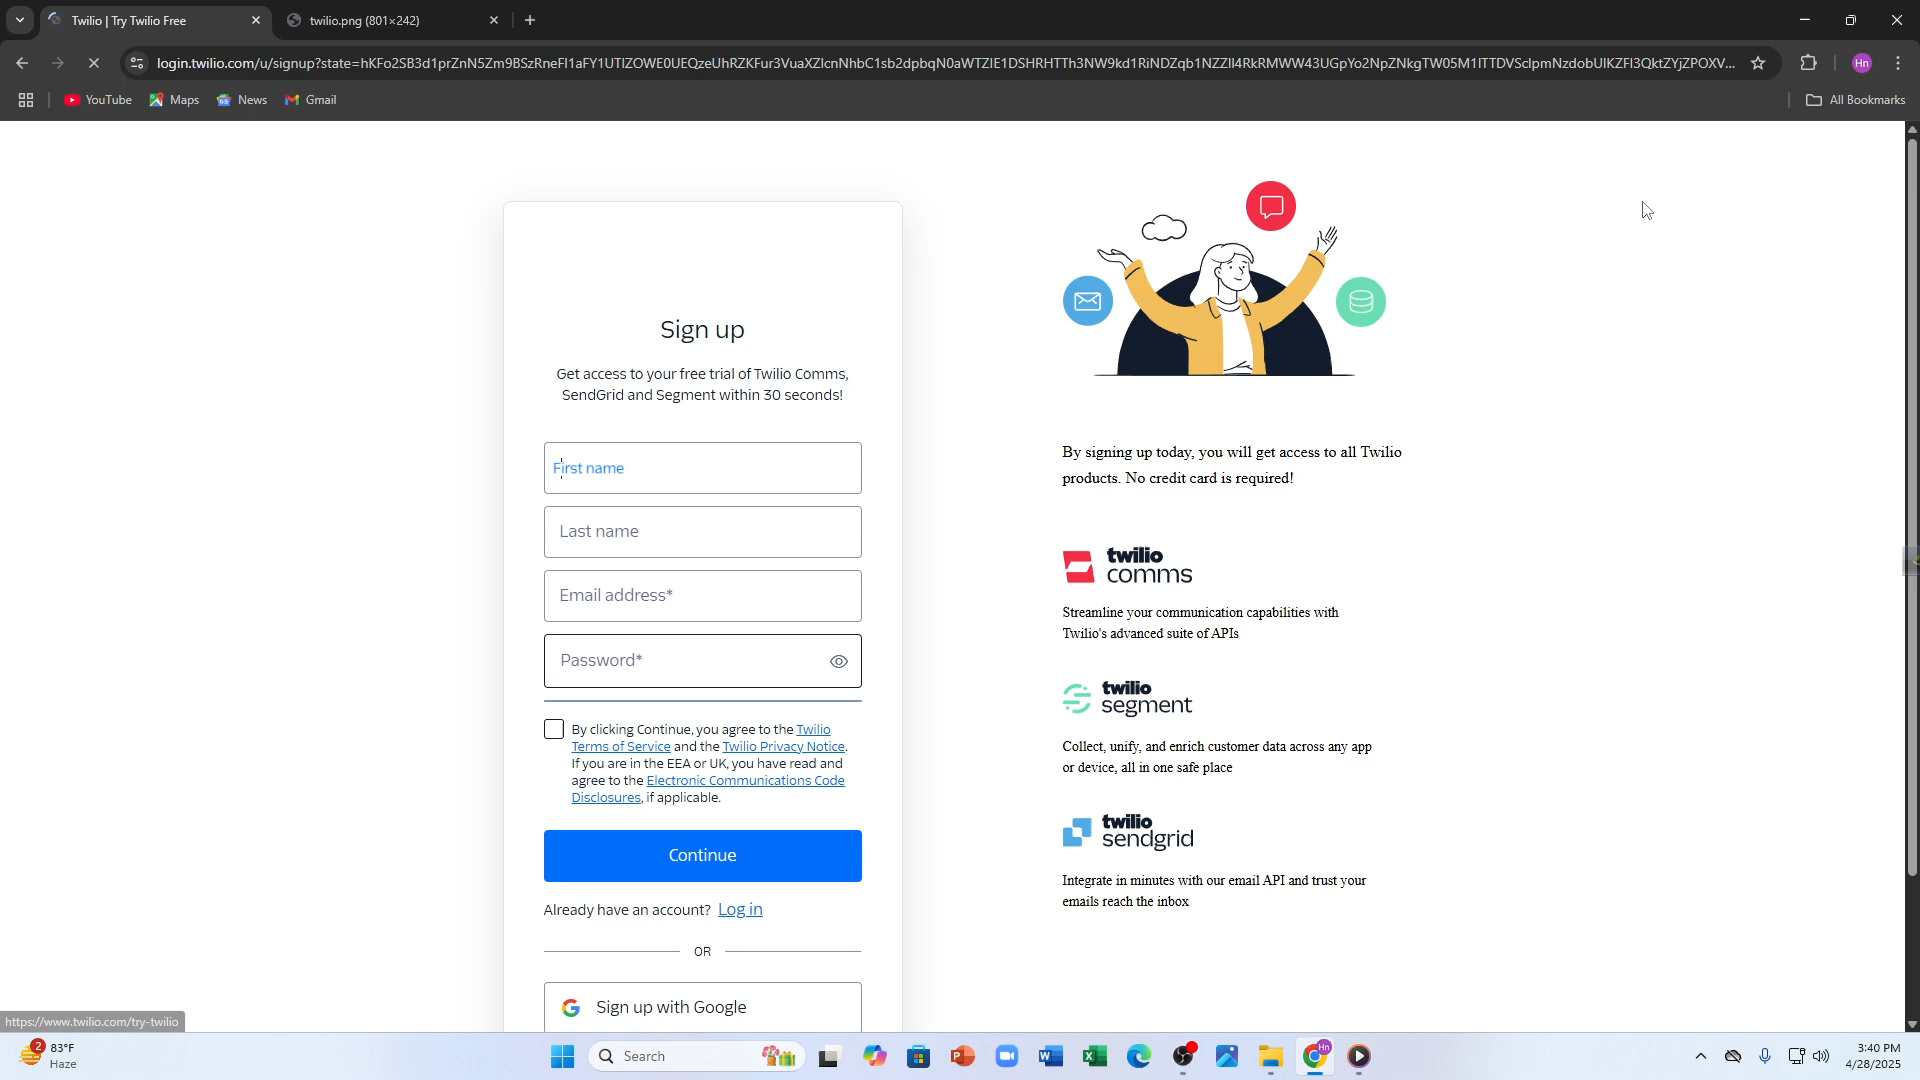 Twilio | Try Twilio Free
twilio.png (801×242)
YouTube
Maps
News
Gmail
All Bookmarks
Hn
Sign up
Get access to your free trial of Twilio Comms,
SendGrid and Segment within 30 seconds!
First name
Last name
Email address*
Password*
By clicking Continue, you agree to the Twilio
Terms of Service and the Twilio Privacy Notice.
If you are in the EEA or UK, you have read and
agree to the Electronic Communications Code
Disclosures, if applicable.
Continue
Already have an account? Log in
OR
Sign up with Google
By signing up today, you will get access to all Twilio
products. No credit card is required!
twilio
comms
Streamline your communication capabilities with
Twilio's advanced suite of APIs
twilio
segment
Collect, unify, and enrich customer data across any app
or device, all in one safe place
twilio
sendgrid
Integrate in minutes with our email API and trust your
emails reach the inbox
https://www.twilio.com/try-twilio
2
83°F
Haze
Search
Hn
3:40 PM
4/28/2025